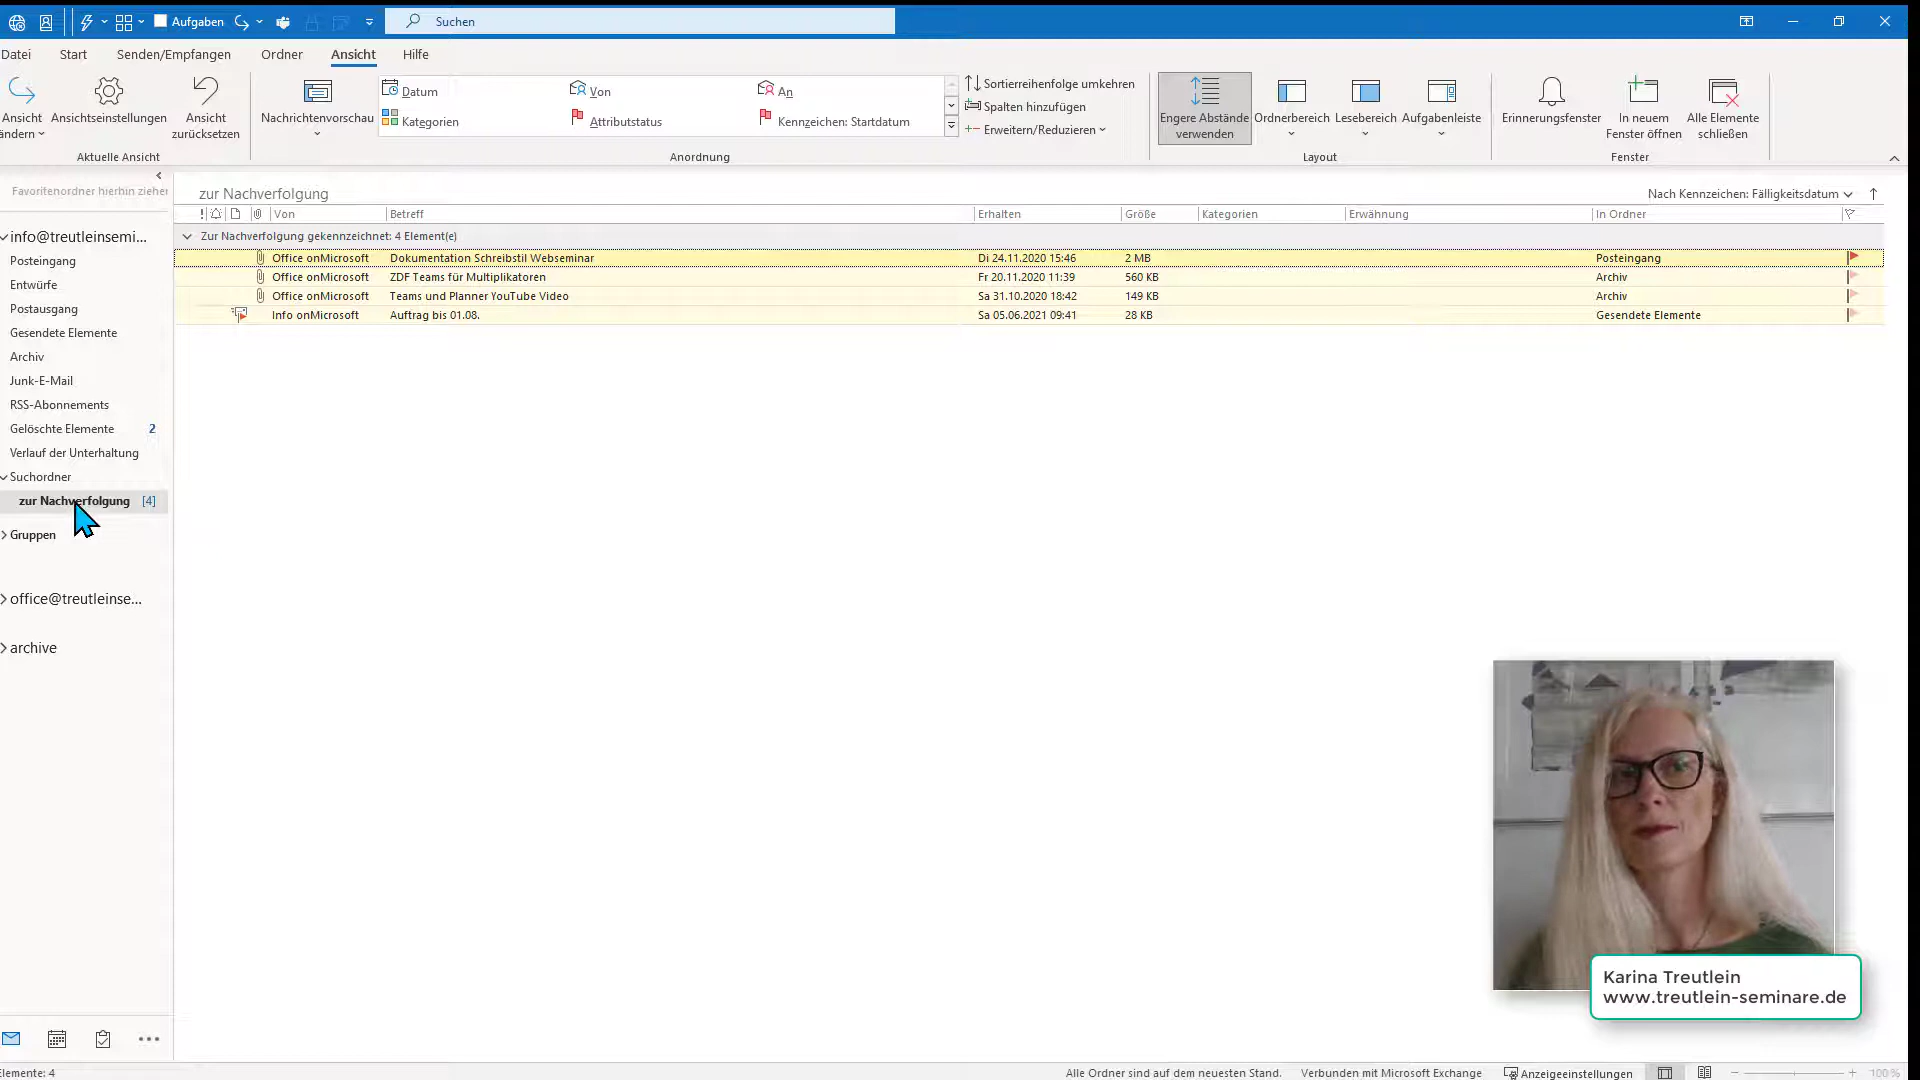 Aufgaben
Suchen
Datei Start Senden/Empfangen Ordner Ansicht Hilfe
Ansicht
ändern
Ansichtseinstellungen
Ansicht
zurücksetzen
Aktuelle Ansicht
Nachrichtenvorschau
Datum Von An
Kategorien Attributstatus Kennzeichen: Startdatum
Anordnung
Sortierreihenfolge umkehren
Spalten hinzufügen
Erweitern/Reduzieren
Engere Abstände
verwenden
Ordnerbereich Lesebereich Aufgabenleiste
Layout
Erinnerungsfenster
In neuem
Fenster öffnen
Alle Elemente
schließen
Fenster
Favoritenordner hierhin ziehen
info@treutleinsemi...
Posteingang
Entwürfe
Postausgang
Gesendete Elemente
Archiv
Junk-E-Mail
RSS-Abonnements
Gelöschte Elemente 2
Verlauf der Unterhaltung
Suchordner
zur Nachverfolgung [4]
Gruppen
office@treutleinse...
archive
zur Nachverfolgung Nach Kennzeichen: Fälligkeitsdatum
Von Betreff Erhalten Größe Kategorien Erwähnung In Ordner
Zur Nachverfolgung gekennzeichnet: 4 Element(e)
Office onMicrosoft Dokumentation Schreibstil Webseminar Di 24.11.2020 15:46 2 MB Posteingang
Office onMicrosoft ZDF Teams für Multiplikatoren Fr 20.11.2020 11:39 560 KB Archiv
Office onMicrosoft Teams und Planner YouTube Video Sa 31.10.2020 18:42 149 KB Archiv
Info onMicrosoft Auftrag bis 01.08. Sa 05.06.2021 09:41 28 KB Gesendete Elemente
Karina Treutlein
www.treutlein-seminare.de
Elemente: 4 Alle Ordner sind auf dem neuesten Stand. Verbunden mit Microsoft Exchange Anzeigeeinstellungen 100 %